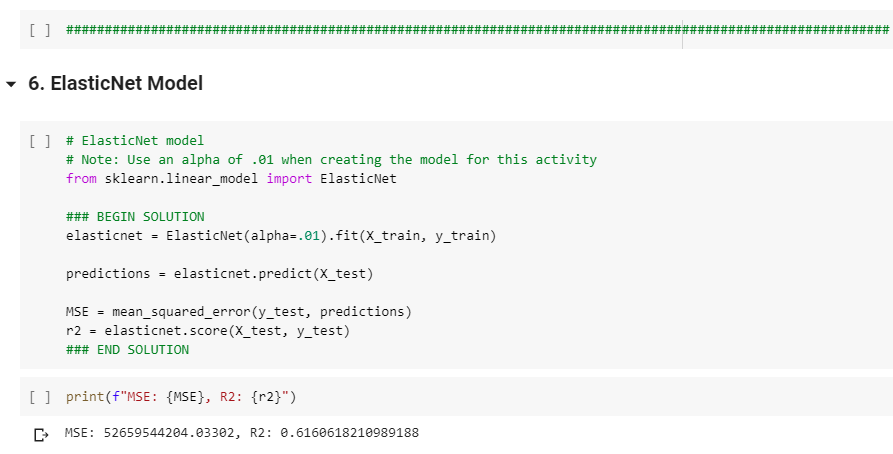 [ ] ###########################################################################################################
6. ElasticNet Model
[ ] # ElasticNet model
# Note: Use an alpha of .01 when creating the model for this activity
from sklearn.linear_model import ElasticNet
### BEGIN SOLUTION
elasticnet = ElasticNet(alpha=.01).fit(X_train, y_train)
predictions = elasticnet.predict(X_test)
MSE = mean_squared_error(y_test, predictions)
r2 = elasticnet.score(X_test, y_test)
### END SOLUTION
[ ] print(f"MSE: {MSE}, R2: {r2}")
MSE: 52659544204.03302, R2: 0.6160618210989188